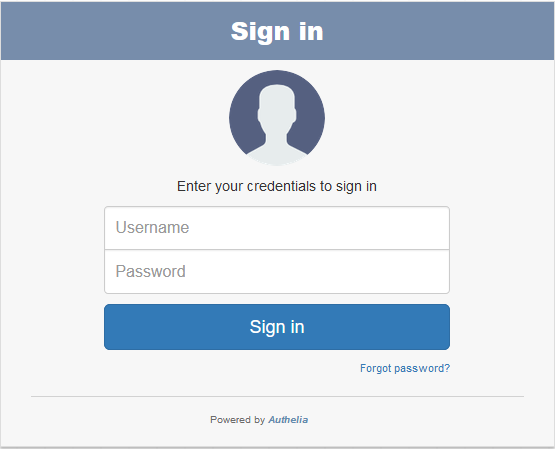 Sign in
Enter your credentials to sign in
Username
Password
Sign in
Forgot password?
Powered by Authelia